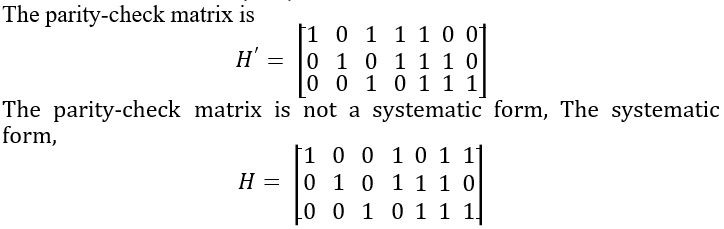 The parity-check matrix is
H′ = [1 0 1 1 1 0 0
0 1 0 1 1 1 0
0 0 1 0 1 1 1]
The parity-check matrix is not a systematic form, The systematic
form,
H = [1 0 0 1 0 1 1
0 1 0 1 1 1 0
0 0 1 0 1 1 1]